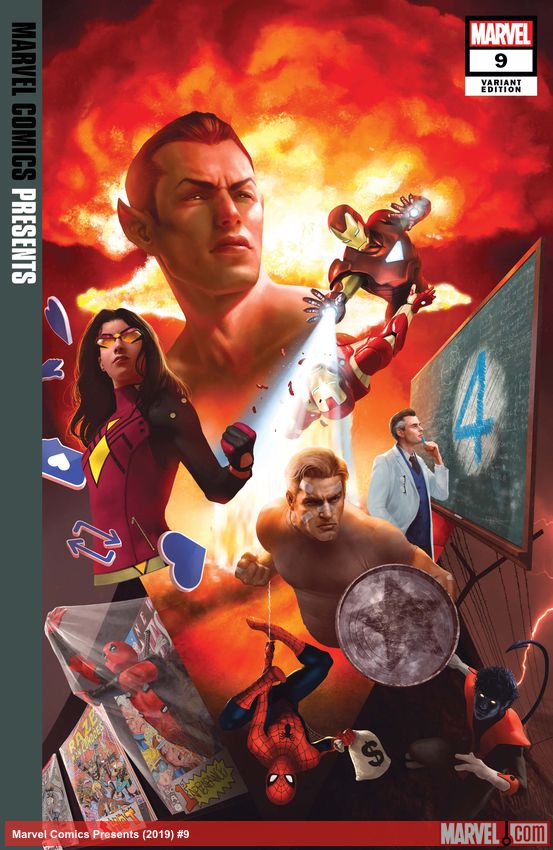 MARVEL COMICS PRESENTS
MARVEL
9
VARIANT
EDITION
4
$
Marvel Comics Presents (2019) #9
MARVEL.com